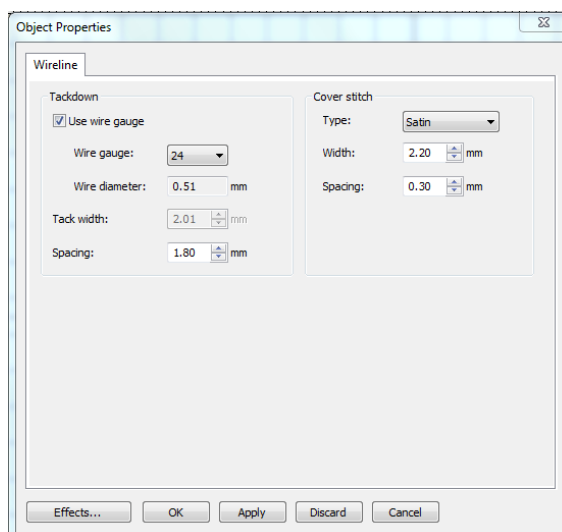 Object Properties
Wireline
Tackdown
Use wire gauge
Wire gauge: 24
Wire diameter: 0.51 mm
Tack width: 2.01 mm
Spacing: 1.80 mm
Cover stitch
Type: Satin
Width: 2.20 mm
Spacing: 0.30 mm
Effects... OK Apply Discard Cancel